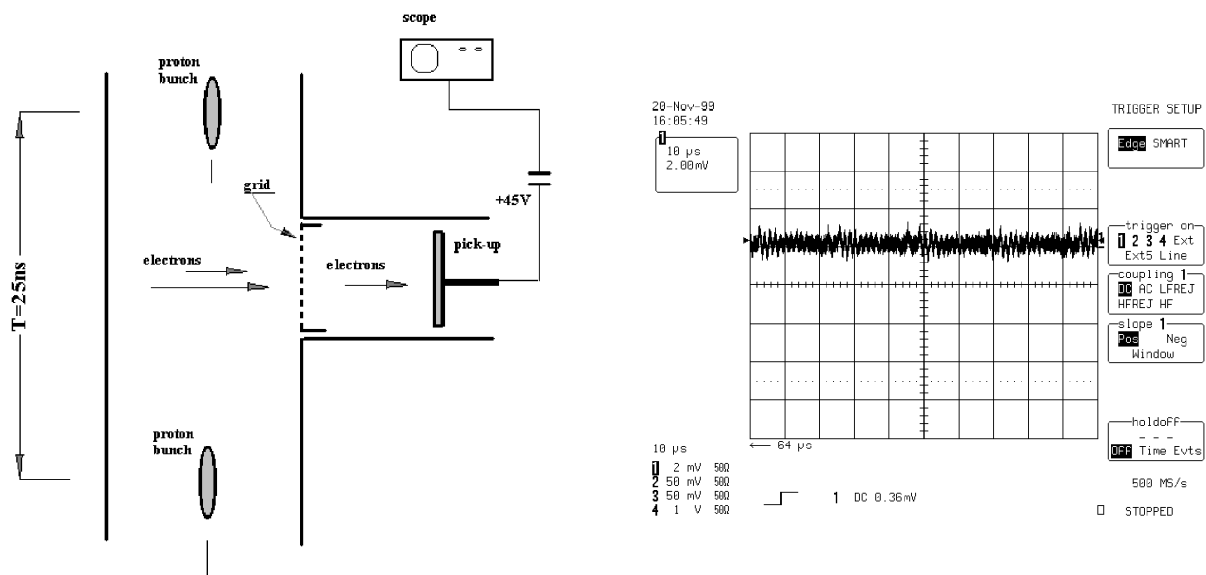 scope
proton
bunch
grid
+45V
pick-up
electrons
electrons
T=25ns
proton
bunch
20-Nov-99
16:05:49
1
10 µs
2.00mV
TRIGGER SETUP
Edge SMART
trigger on
1 2 3 4 Ext
Ext5 Line
coupling 1
DC AC LFREJ
HFREJ HF
slope 1
Pos Neg
Window
holdoff
- - -
OFF Time Evts
← 64 µs
10 µs
1 2 mV 50Ω
2 50 mV 50Ω
3 50 mV 50Ω
4 1 V 50Ω
1 DC 0.36mV
500 MS/s
STOPPED